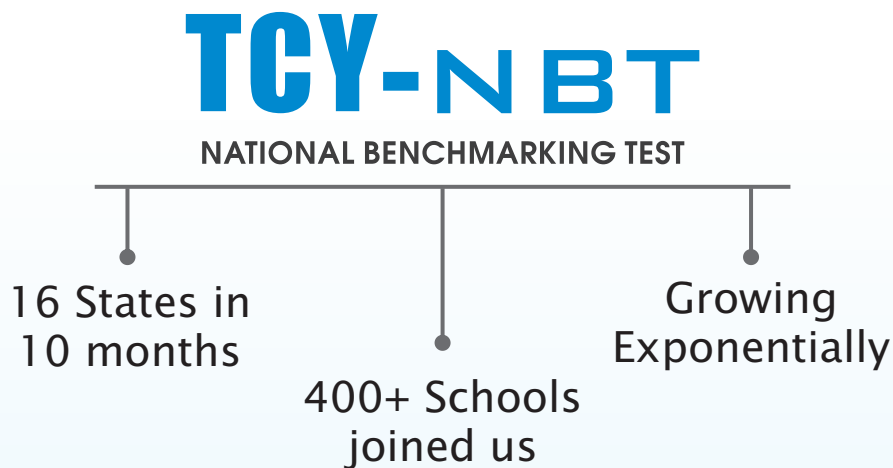 TCY-NBT
NATIONAL BENCHMARKING TEST
16 States in
10 months
400+ Schools
joined us
Growing
Exponentially